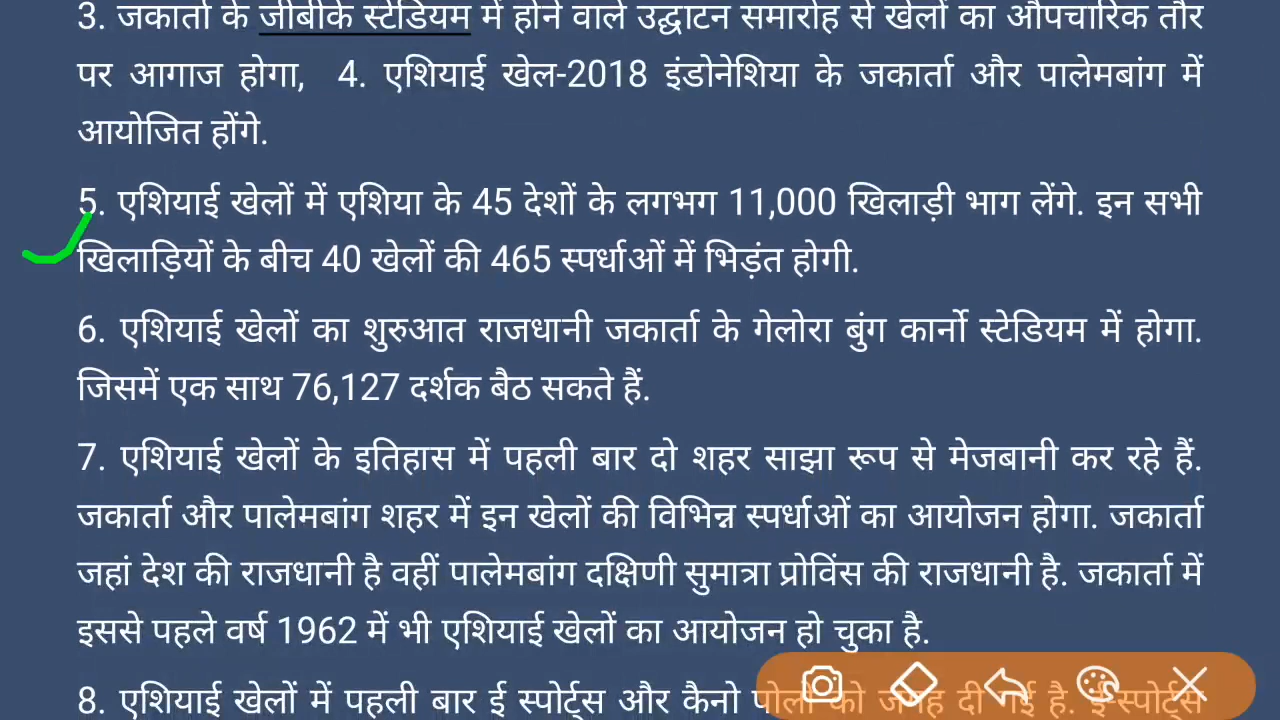 3. जकार्ता के जीबीके स्टेडियम में होने वाले उद्घाटन समारोह से खेलों का औपचारिक तौर
पर आगाज होगा, 4. एशियाई खेल-2018 इंडोनेशिया के जकार्ता और पालेमबांग में
आयोजित होंगे.
5. एशियाई खेलों में एशिया के 45 देशों के लगभग 11,000 खिलाड़ी भाग लेंगे. इन सभी
खिलाड़ियों के बीच 40 खेलों की 465 स्पर्धाओं में भिड़ंत होगी.
6. एशियाई खेलों का शुरुआत राजधानी जकार्ता के गेलोरा बुंग कार्नो स्टेडियम में होगा.
जिसमें एक साथ 76,127 दर्शक बैठ सकते हैं.
7. एशियाई खेलों के इतिहास में पहली बार दो शहर साझा रूप से मेजबानी कर रहे हैं.
जकार्ता और पालेमबांग शहर में इन खेलों की विभिन्न स्पर्धाओं का आयोजन होगा. जकार्ता
जहां देश की राजधानी है वहीं पालेमबांग दक्षिणी सुमात्रा प्रोविंस की राजधानी है. जकार्ता में
इससे पहले वर्ष 1962 में भी एशियाई खेलों का आयोजन हो चुका है.
8. एशियाई खेलों में पहली बार ई स्पोर्ट्स और कैनो पोलो को जगह दी गई है. ई-स्पोर्ट्स